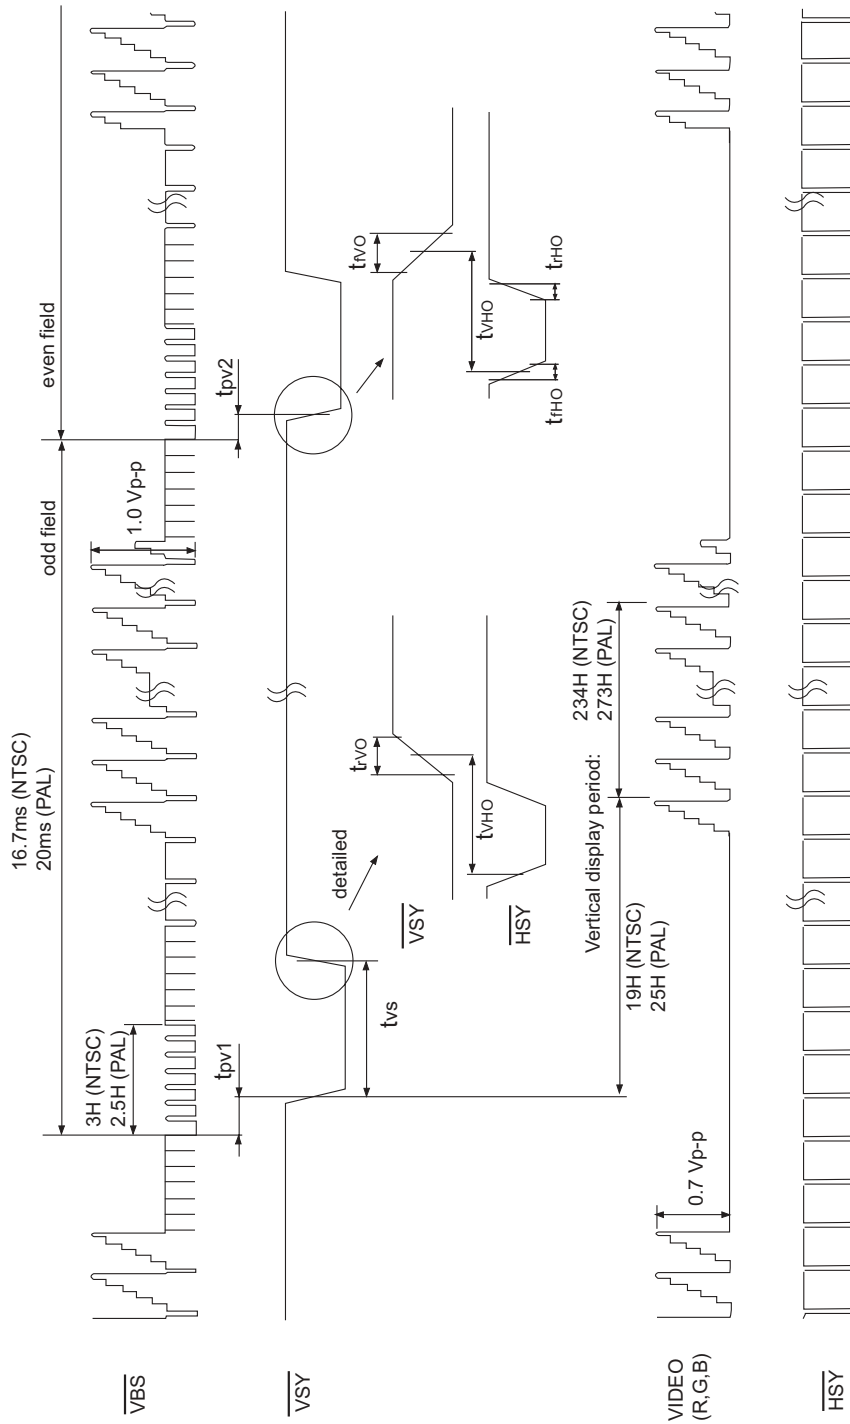 odd field
even field
16.7ms (NTSC)
20ms (PAL)
3H (NTSC)
2.5H (PAL)
1.0 Vp-p
VBS
tpv1
tpv2
VSY
tvs
detailed
VSY
trVO
tfVO
tVHO
tVHO
HSY
tfHO
trHO
Vertical display period:
234H (NTSC)
273H (PAL)
19H (NTSC)
25H (PAL)
0.7 Vp-p
VIDEO
(R,G,B)
HSY